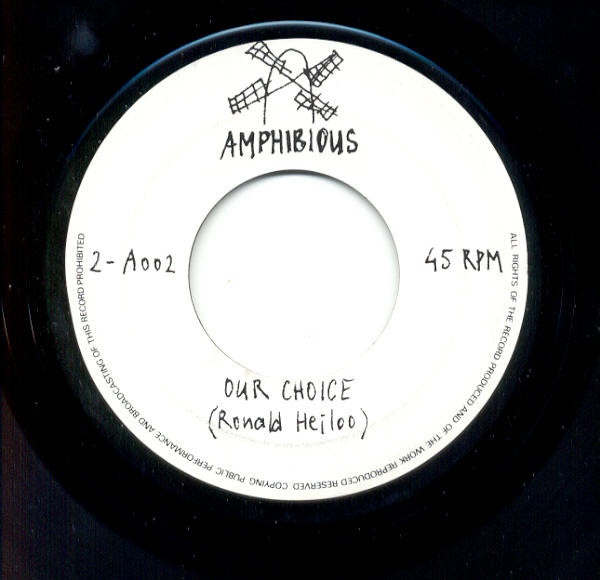 AMPHIBIOUS
2-A002
45 RPM
OUR CHOICE
(Ronald Heiloo)
ALL RIGHTS OF THE RECORD PRODUCED AND OF THE WORK REPRODUCED RESERVED COPYING PUBLIC PERFORMANCE AND BROADCASTING OF THIS RECORD PROHIBITED